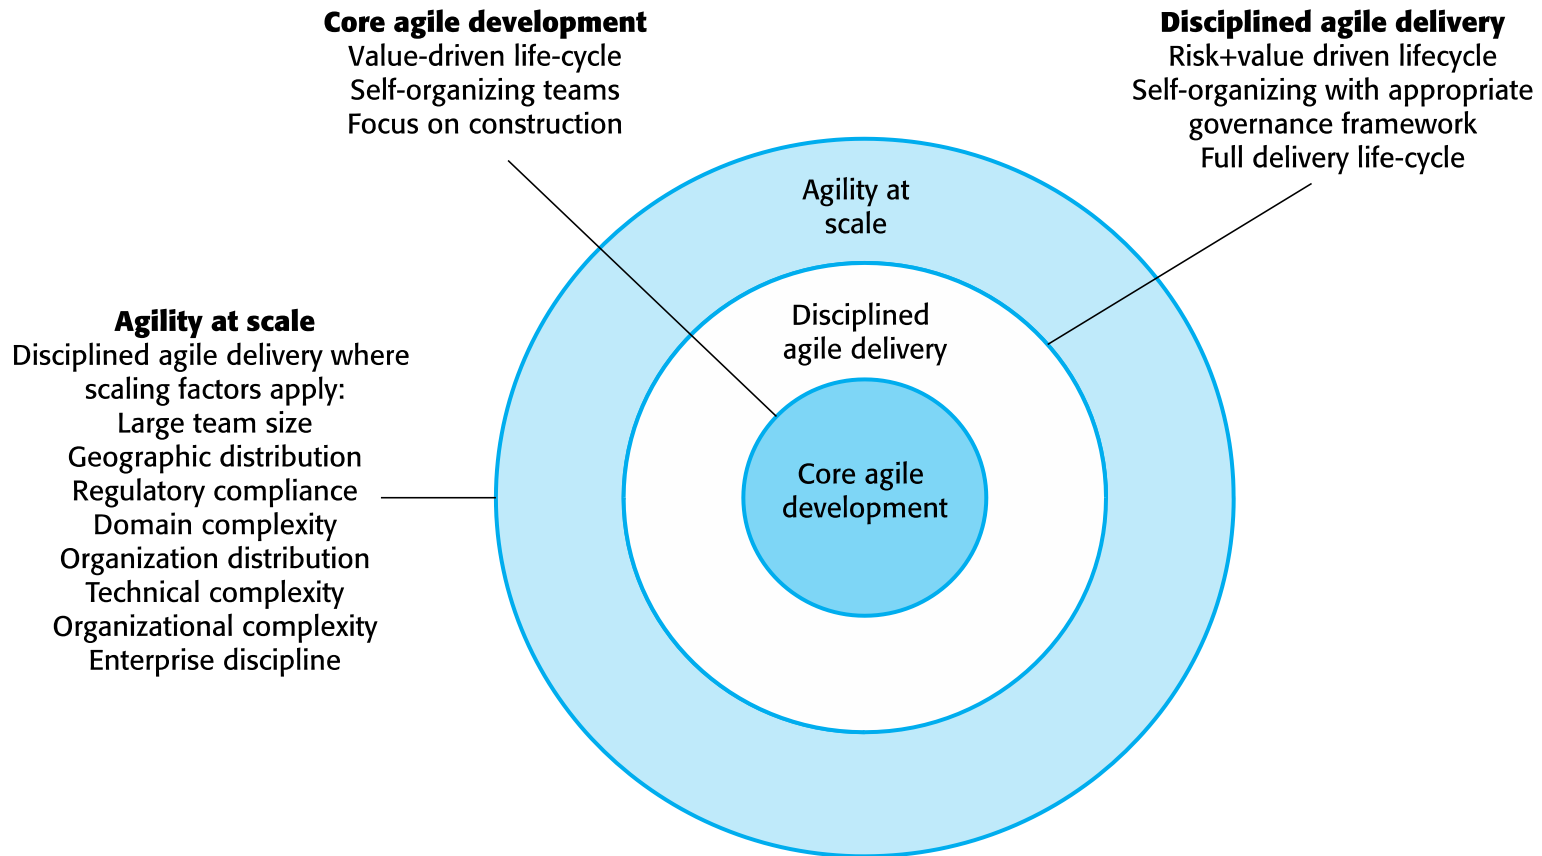 Core agile development
Value-driven life-cycle
Self-organizing teams
Focus on construction
Disciplined agile delivery
Risk+value driven lifecycle
Self-organizing with appropriate
governance framework
Full delivery life-cycle
Agility at scale
Disciplined agile delivery where
scaling factors apply:
Large team size
Geographic distribution
Regulatory compliance
Domain complexity
Organization distribution
Technical complexity
Organizational complexity
Enterprise discipline
Agility at
scale
Disciplined
agile delivery
Core agile
development